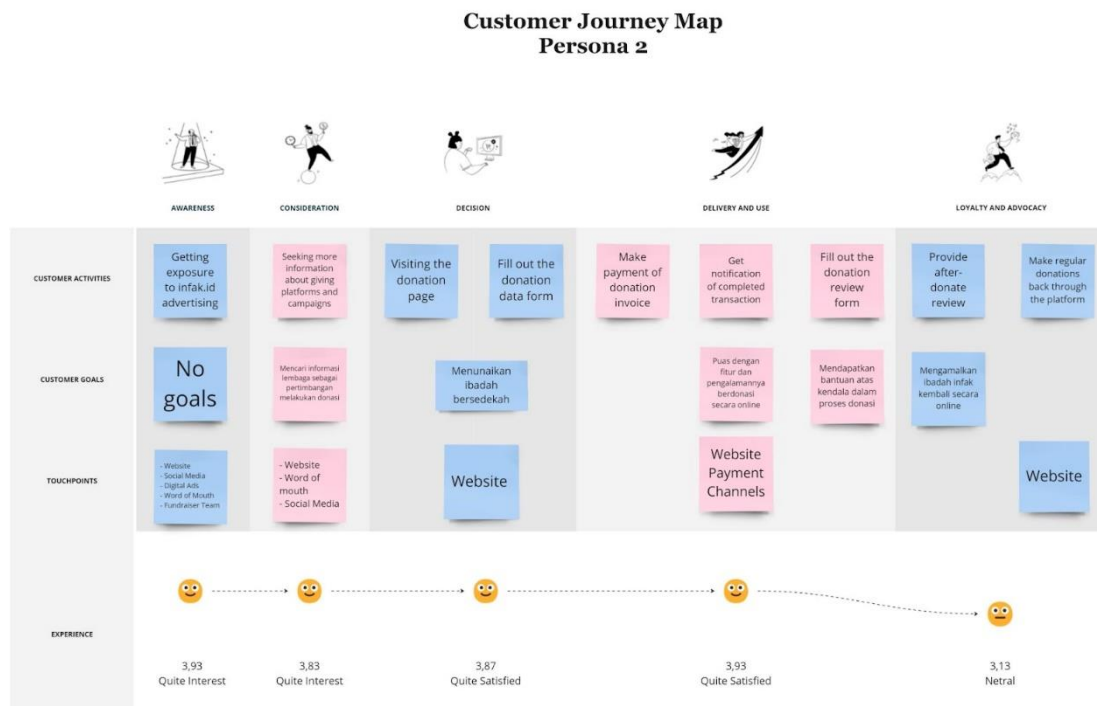 Customer Journey Map
Persona 2
AWARENESS
CONSIDERATION
DECISION
DELIVERY AND USE
LOYALTY AND ADVOCACY
CUSTOMER ACTIVITIES
Getting
exposure
to infak.id
advertising
Seeking more
information
about giving
platforms and
campaigns
Visiting the
donation
page
Fill out the
donation
data form
Make
payment of
donation
invoice
Get
notification
of completed
transaction
Fill out the
donation
review
form
Provide
after-
donate
review
Make regular
donations
back through
the platform
CUSTOMER GOALS
No
goals
Mencari informasi
lembaga sebagai
pertimbangan
melakukan donasi
Menunaikan
ibadah
bersedekah
Puas dengan
fitur dan
pengalamannya
berdonasi
secara online
Mendapatkan
bantuan atas
kendala dalam
proses donasi
Mengamalkan
ibadah infak
kembali secara
online
TOUCHPOINTS
- Website
- Social Media
- Digital Ads
- Word of Mouth
- Fundraiser Team
- Website
- Word of
mouth
- Social Media
Website
Website
Payment
Channels
Website
EXPERIENCE
3,93
Quite Interest
3,83
Quite Interest
3,87
Quite Satisfied
3,93
Quite Satisfied
3,13
Netral